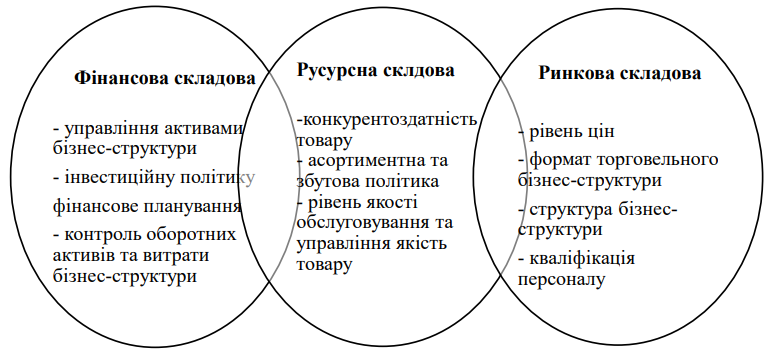 Фінансова складова
- управління активами
бізнес-структури
- інвестиційну політику
фінансове планування
- контроль оборотних
активів та витрати
бізнес-структури
Русурсна склдова
-конкурентоздатність
товару
- асортиментна та
збутова політика
- рівень якості
обслуговування та
управління якість
товару
Ринкова складова
- рівень цін
- формат торговельного
бізнес-структури
- структура бізнес-
структури
- кваліфікація
персоналу